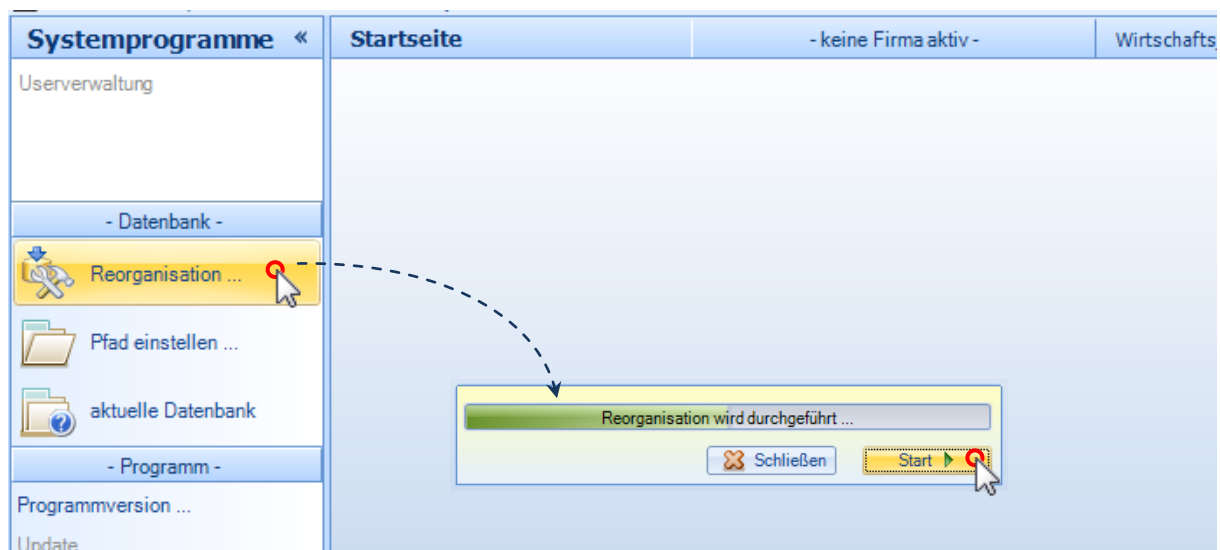 Systemprogramme «
Startseite
- keine Firma aktiv -
Wirtschafts
Userverwaltung
- Datenbank -
Reorganisation ...
Pfad einstellen ...
aktuelle Datenbank
Reorganisation wird durchgeführt ...
Schließen
Start
- Programm -
Programmversion ...
Update